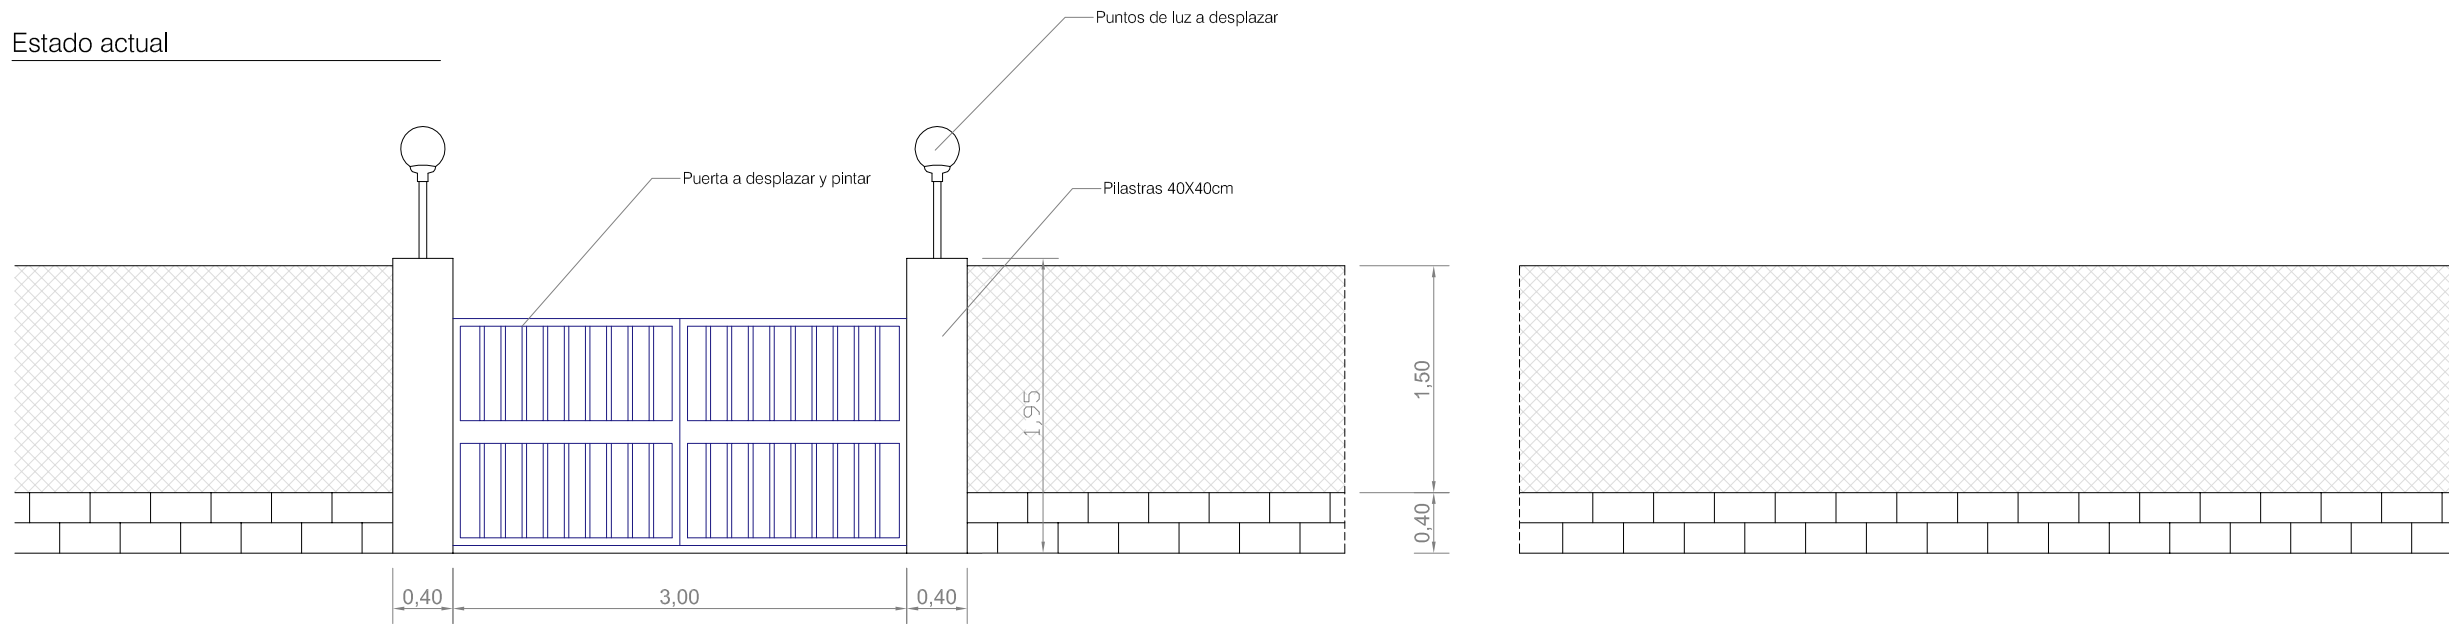 Puntos de luz a desplazar
Estado actual
Puerta a desplazar y pintar
Pilastras 40X40cm
1,95
1,50
0,40
0,40
3,00
0,40